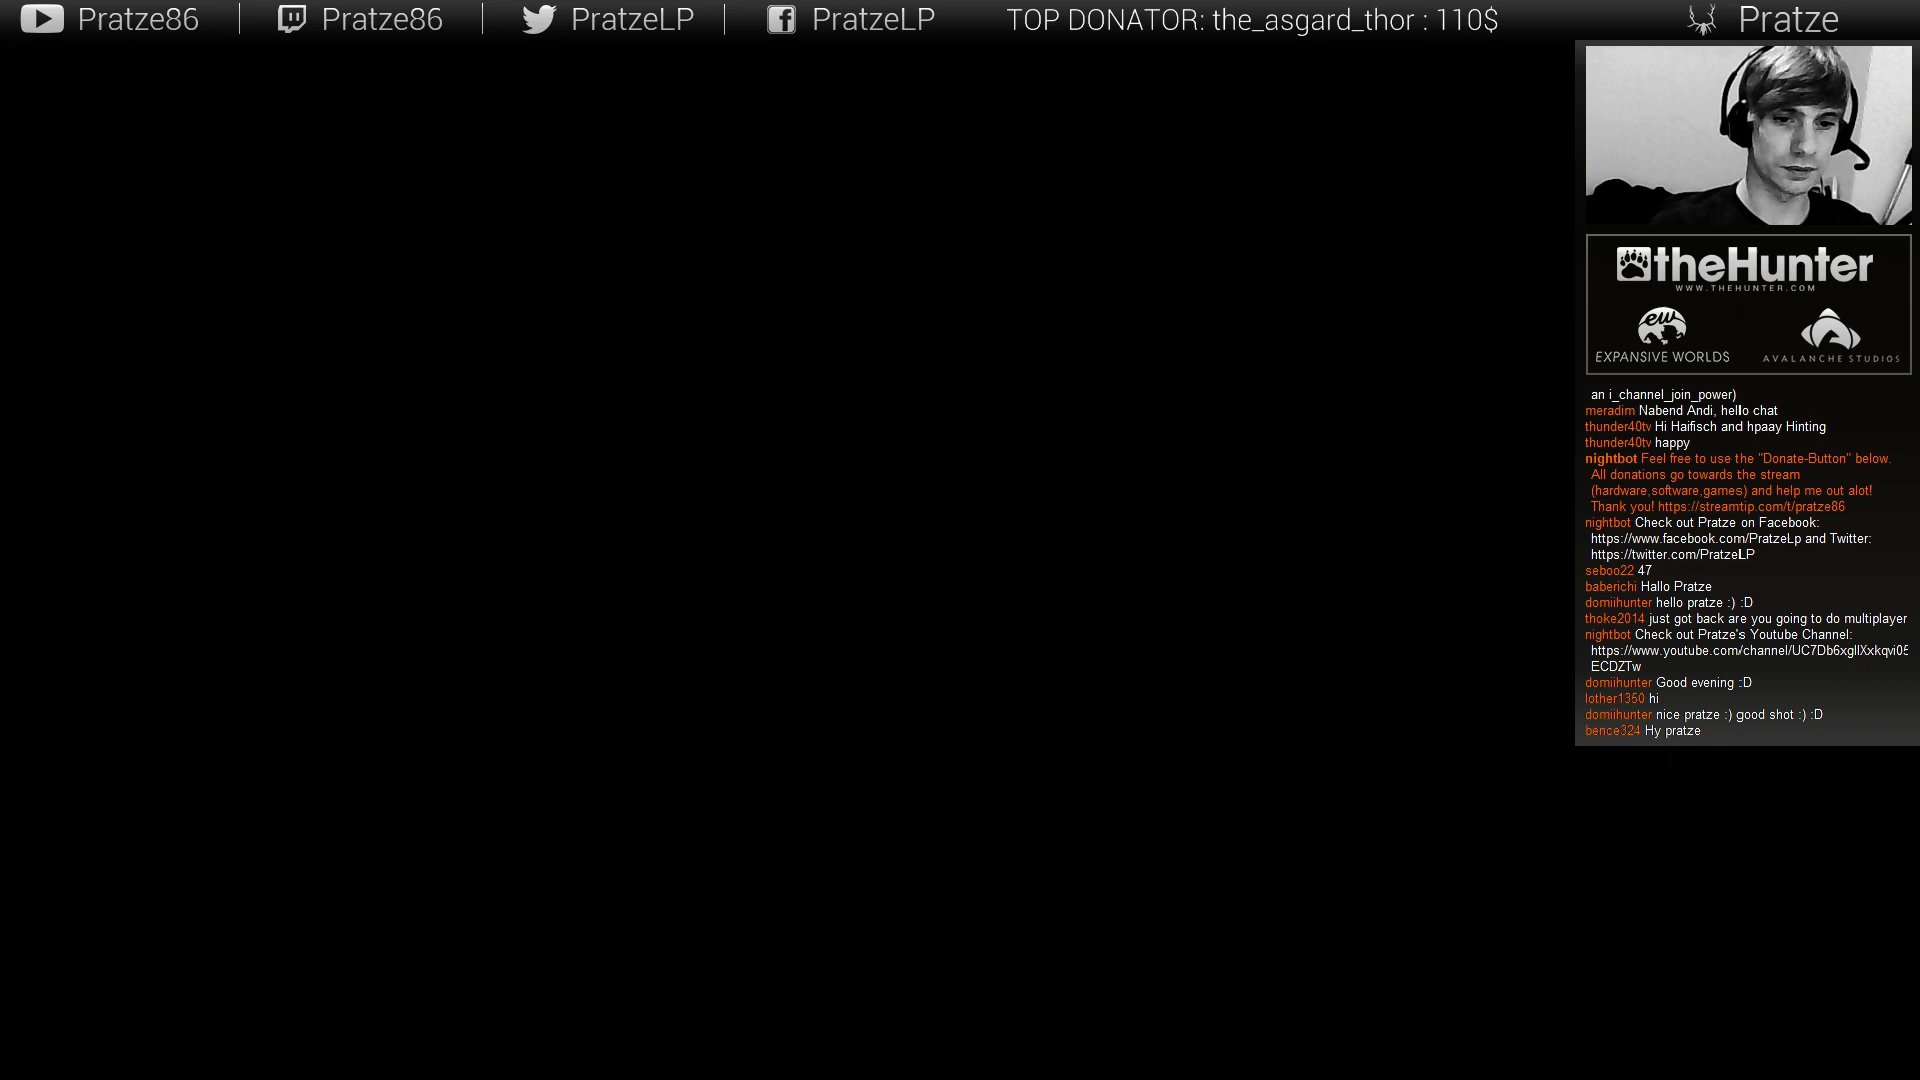 Pratze86
Pratze86
PratzeLP
PratzeLP
TOP DONATOR: the_asgard_thor : 110$
Pratze
theHunter
WWW.THEHUNTER.COM
ew
EXPANSIVE WORLDS
AVALANCHE STUDIOS
an i_channel_join_power)
meradim Nabend Andi, hello chat
thunder40tv Hi Haifisch and hpaay Hinting
thunder40tv happy
nightbot Feel free to use the "Donate-Button" below.
All donations go towards the stream
(hardware,software,games) and help me out alot!
Thank you! https://streamtip.com/t/pratze86
nightbot Check out Pratze on Facebook:
https://www.facebook.com/PratzeLp and Twitter:
https://twitter.com/PratzeLP
seboo22 47
baberichi Hallo Pratze
domiihunter hello pratze :) :D
thoke2014 just got back are you going to do multiplayer
nightbot Check out Pratze's Youtube Channel:
ECDZTw
domiihunter Good evening :D
lother1350 hi
domiihunter nice pratze :) good shot :) :D
bence324 Hy pratze